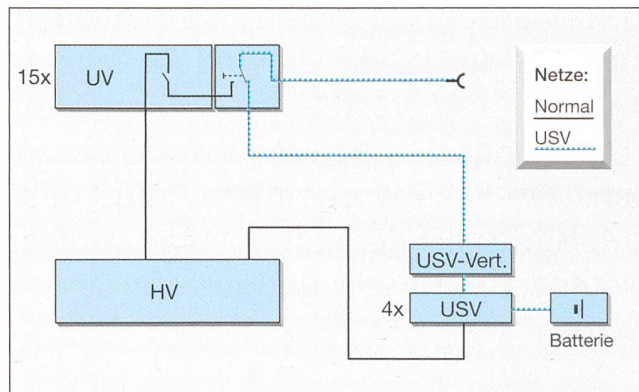 15x
UV
Netze:
Normal
USV
USV-Vert.
HV
4x
USV
Batterie